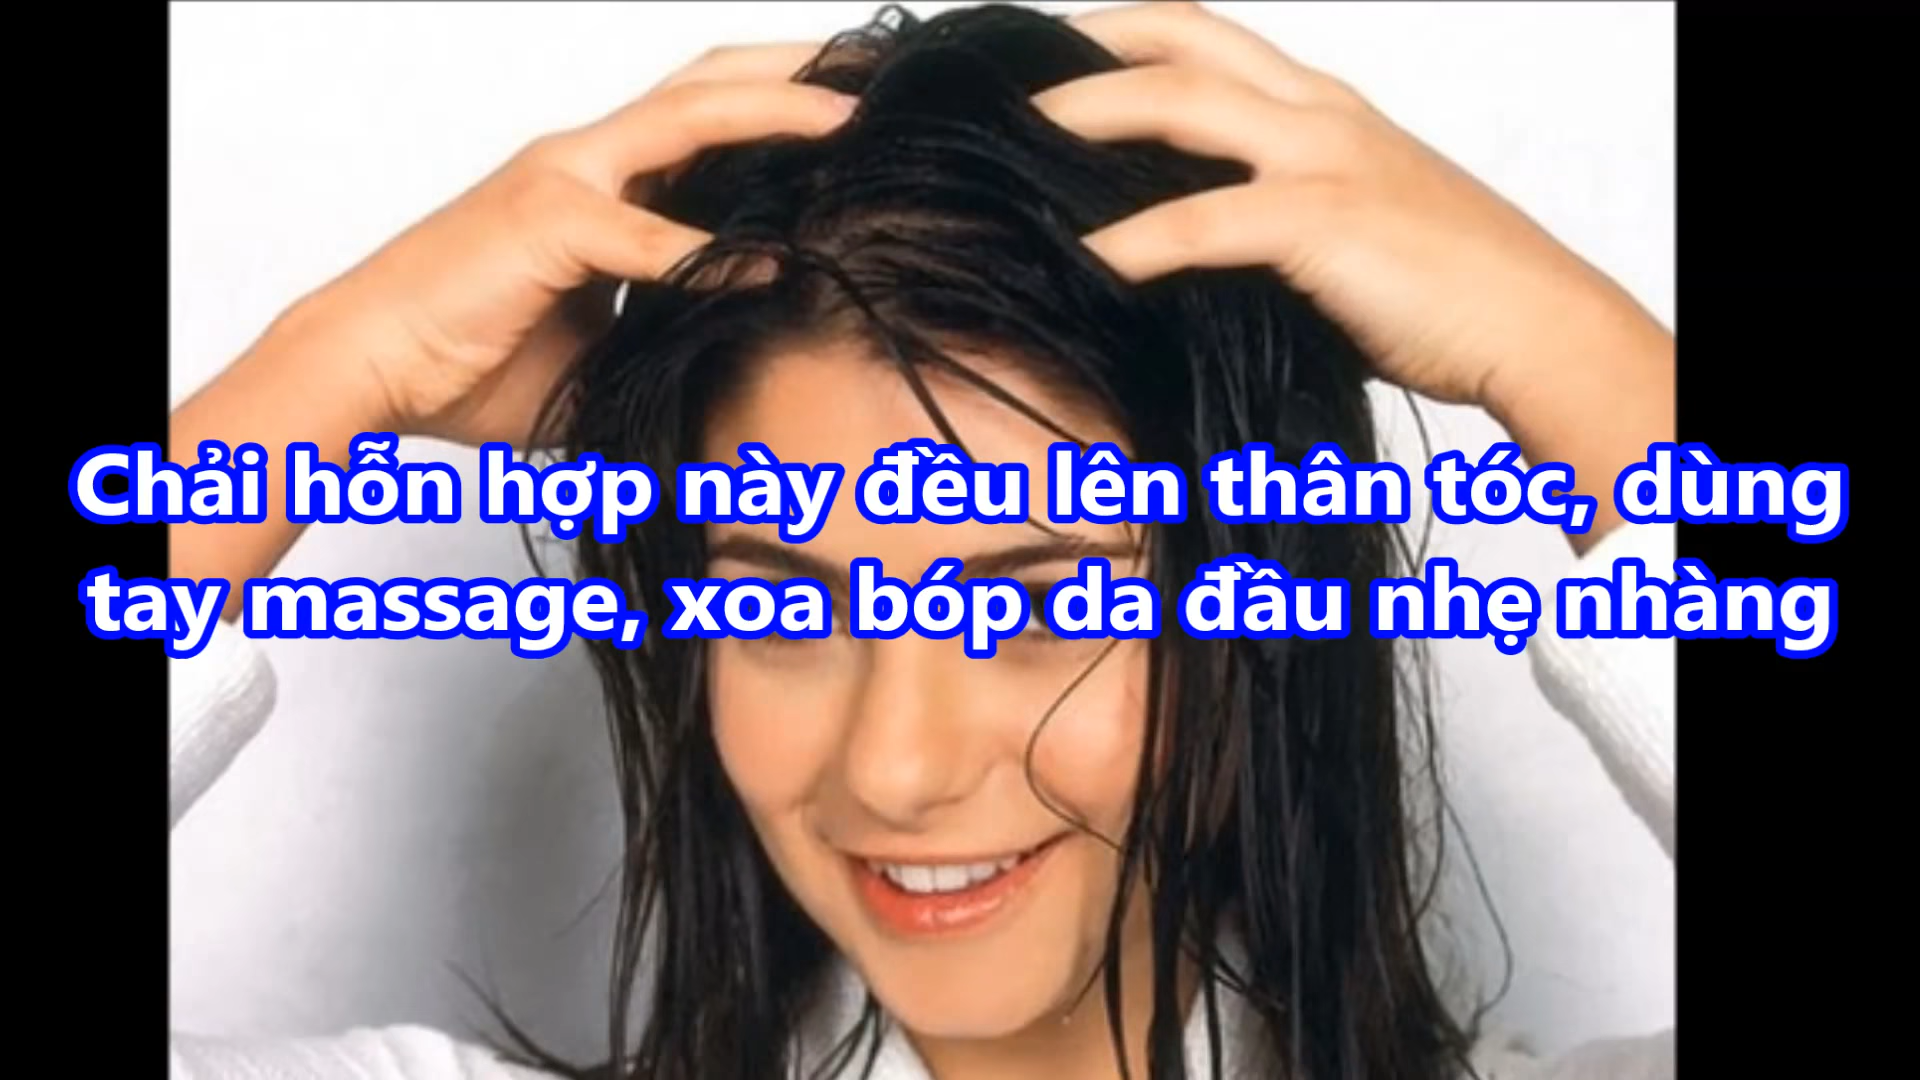 Chải hỗn hợp này đều lên thân tóc, dùng
tay massage, xoa bóp da đầu nhẹ nhàng